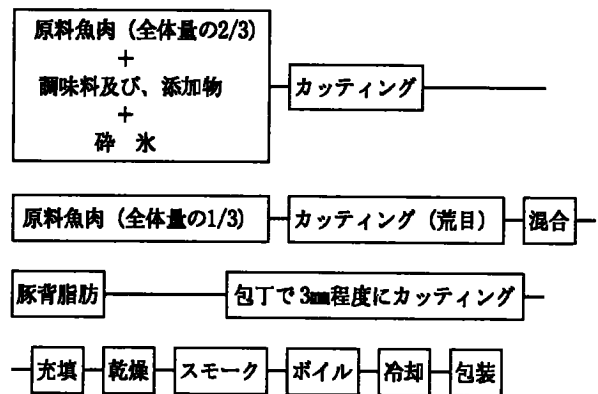 原料魚肉（全体量の2/3）
+
調味料及び、添加物
+
砕　氷
カッティング
原料魚肉（全体量の1/3）
カッティング（荒目）
混合
豚背脂肪
包丁で3㎜程度にカッティング
充填
乾燥
スモーク
ボイル
冷却
包装